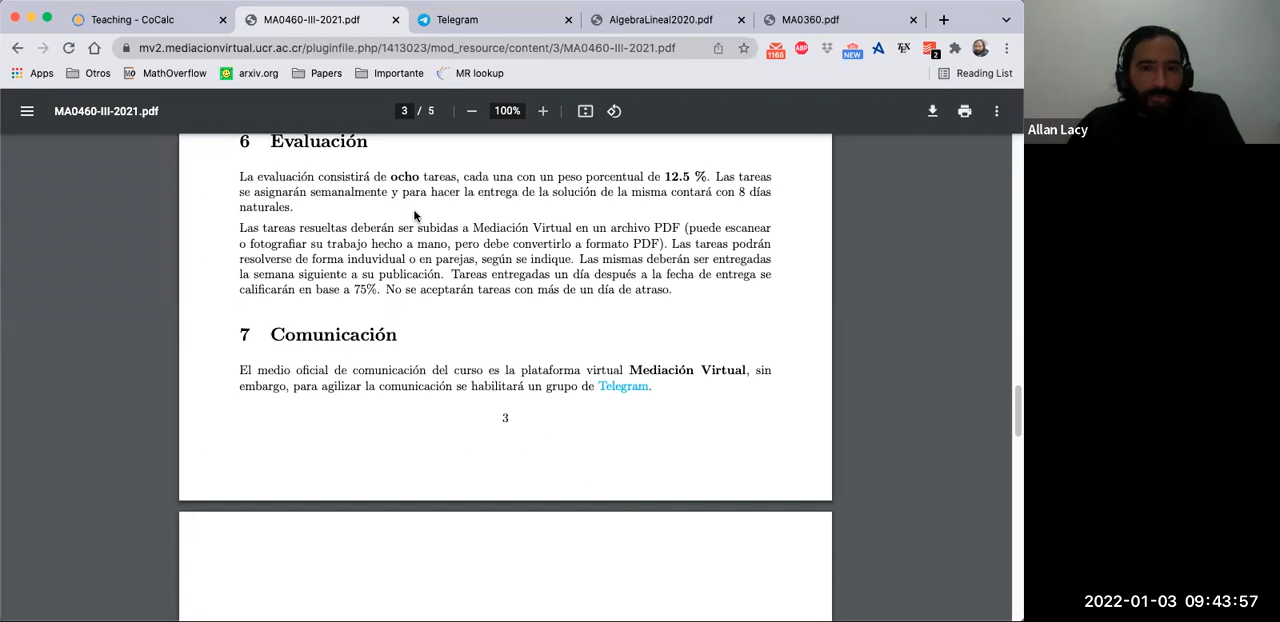 Teaching - CoCalc
MA0460-III-2021.pdf
Telegram
AlgebraLineal2020.pdf
MA0360.pdf
mv2.mediacionvirtual.ucr.ac.cr/pluginfile.php/1413023/mod_resource/content/3/MA0460-III-2021.pdf
1168
ABP
NEW
2
Apps
Otros
MathOverflow
arxiv.org
Papers
Importante
MR lookup
Reading List
MA0460-III-2021.pdf
3 / 5
100%
6 Evaluación
La evaluación consistirá de ocho tareas, cada una con un peso porcentual de 12.5 %. Las tareas
se asignarán semanalmente y para hacer la entrega de la solución de la misma contará con 8 días
naturales.
Las tareas resueltas deberán ser subidas a Mediación Virtual en un archivo PDF (puede escanear
o fotografiar su trabajo hecho a mano, pero debe convertirlo a formato PDF). Las tareas podrán
resolverse de forma induvidual o en parejas, según se indique. Las mismas deberán ser entregadas
la semana siguiente a su publicación. Tareas entregadas un día después a la fecha de entrega se
calificarán en base a 75%. No se aceptarán tareas con más de un día de atraso.
7 Comunicación
El medio oficial de comunicación del curso es la plataforma virtual Mediación Virtual, sin
embargo, para agilizar la comunicación se habilitará un grupo de Telegram.
3
Allan Lacy
2022-01-03 09:43:57